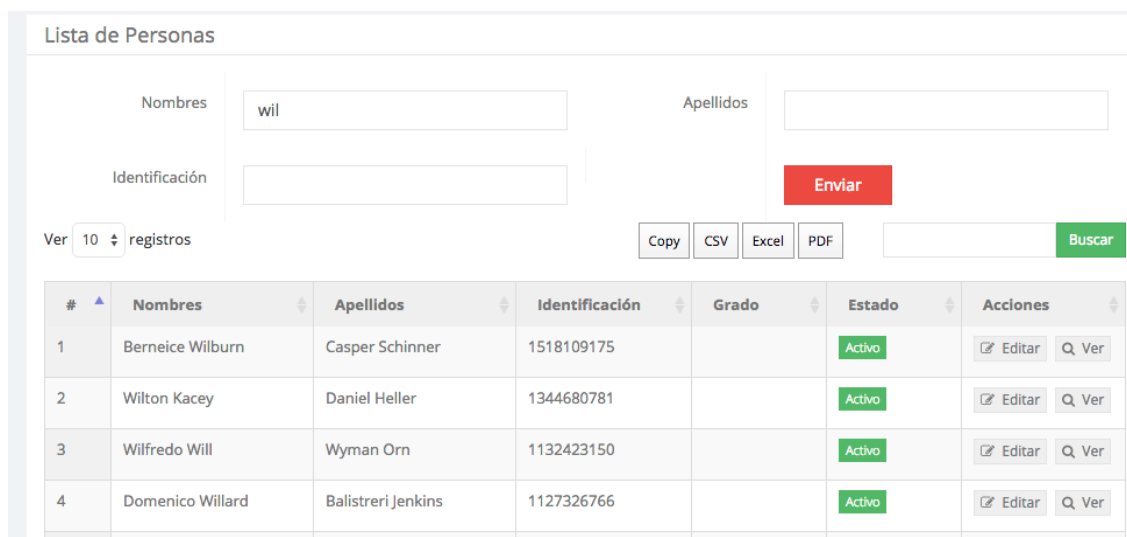 Lista de Personas
Nombres wil Apellidos
Identificación Enviar
Ver 10 registros Copy CSV Excel PDF Buscar
# Nombres Apellidos Identificación Grado Estado Acciones
1 Berneice Wilburn Casper Schinner 1518109175 Activo Editar Ver
2 Wilton Kacey Daniel Heller 1344680781 Activo Editar Ver
3 Wilfredo Will Wyman Orn 1132423150 Activo Editar Ver
4 Domenico Willard Balistreri Jenkins 1127326766 Activo Editar Ver